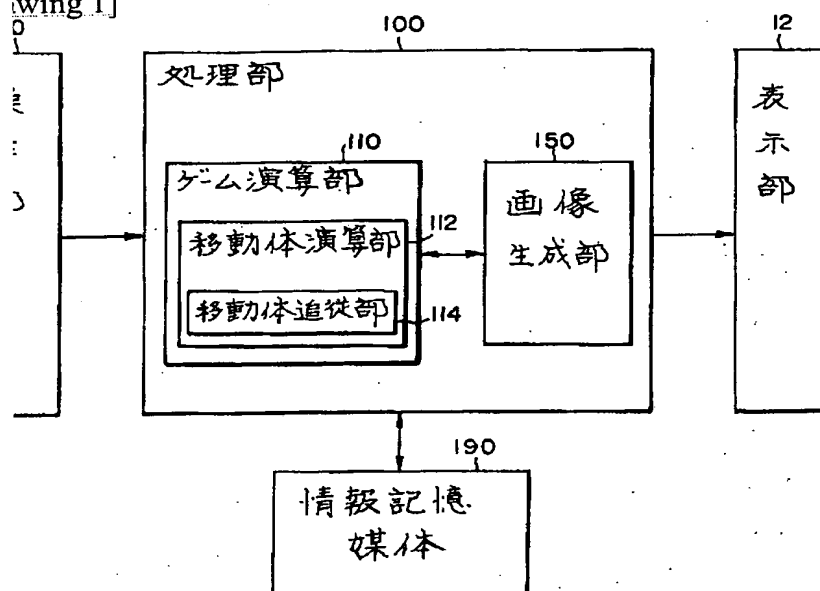 wing 1]
0
100
12
処理部
表
示
部
110
150
ゲーム演算部
画像
生成部
移動体演算部
112
移動体追従部
114
作
190
情報記憶
媒体